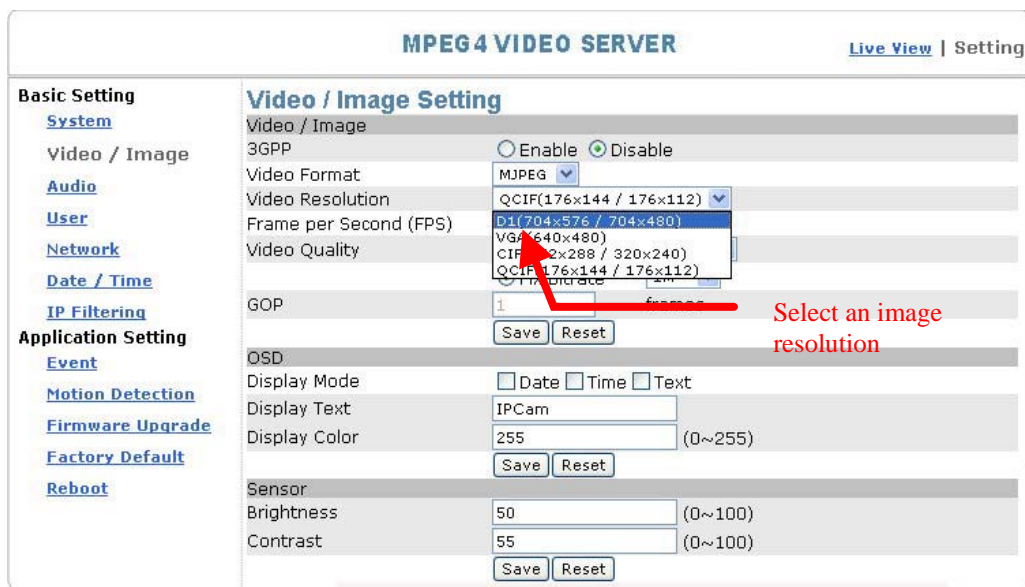 MPEG4 VIDEO SERVER
Live View | Setting
Basic Setting
System
Video / Image
Audio
User
Network
Date / Time
IP Filtering
Application Setting
Event
Motion Detection
Firmware Upgrade
Factory Default
Reboot
Video / Image Setting
Video / Image
3GPP Enable Disable
Video Format MJPEG
Video Resolution QCIF(176x144 / 176x112)
D1(704x576 / 704x480)
Frame per Second (FPS)
VGA(640x480)
Video Quality
2x288 / 320x240)
QCIF(176x144 / 176x112)
GOP 1
Save Reset
Select an image
resolution
OSD
Display Mode Date Time Text
Display Text IPCam
Display Color 255 (0~255)
Save Reset
Sensor
Brightness 50 (0~100)
Contrast 55 (0~100)
Save Reset